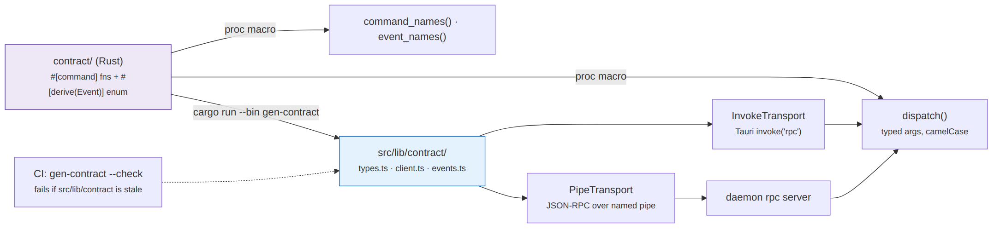 proc macro
command_names() ·
event_names()
contract/ (Rust)
#[command] fns + #
[derive(Event)] enum
proc macro
cargo run --bin gen-contract
InvokeTransport
Tauri invoke('rpc')
dispatch()
typed args, camelCase
src/lib/contract/
types.ts · client.ts · events.ts
CI: gen-contract --check
fails if src/lib/contract is stale
PipeTransport
JSON-RPC over named pipe
daemon rpc server